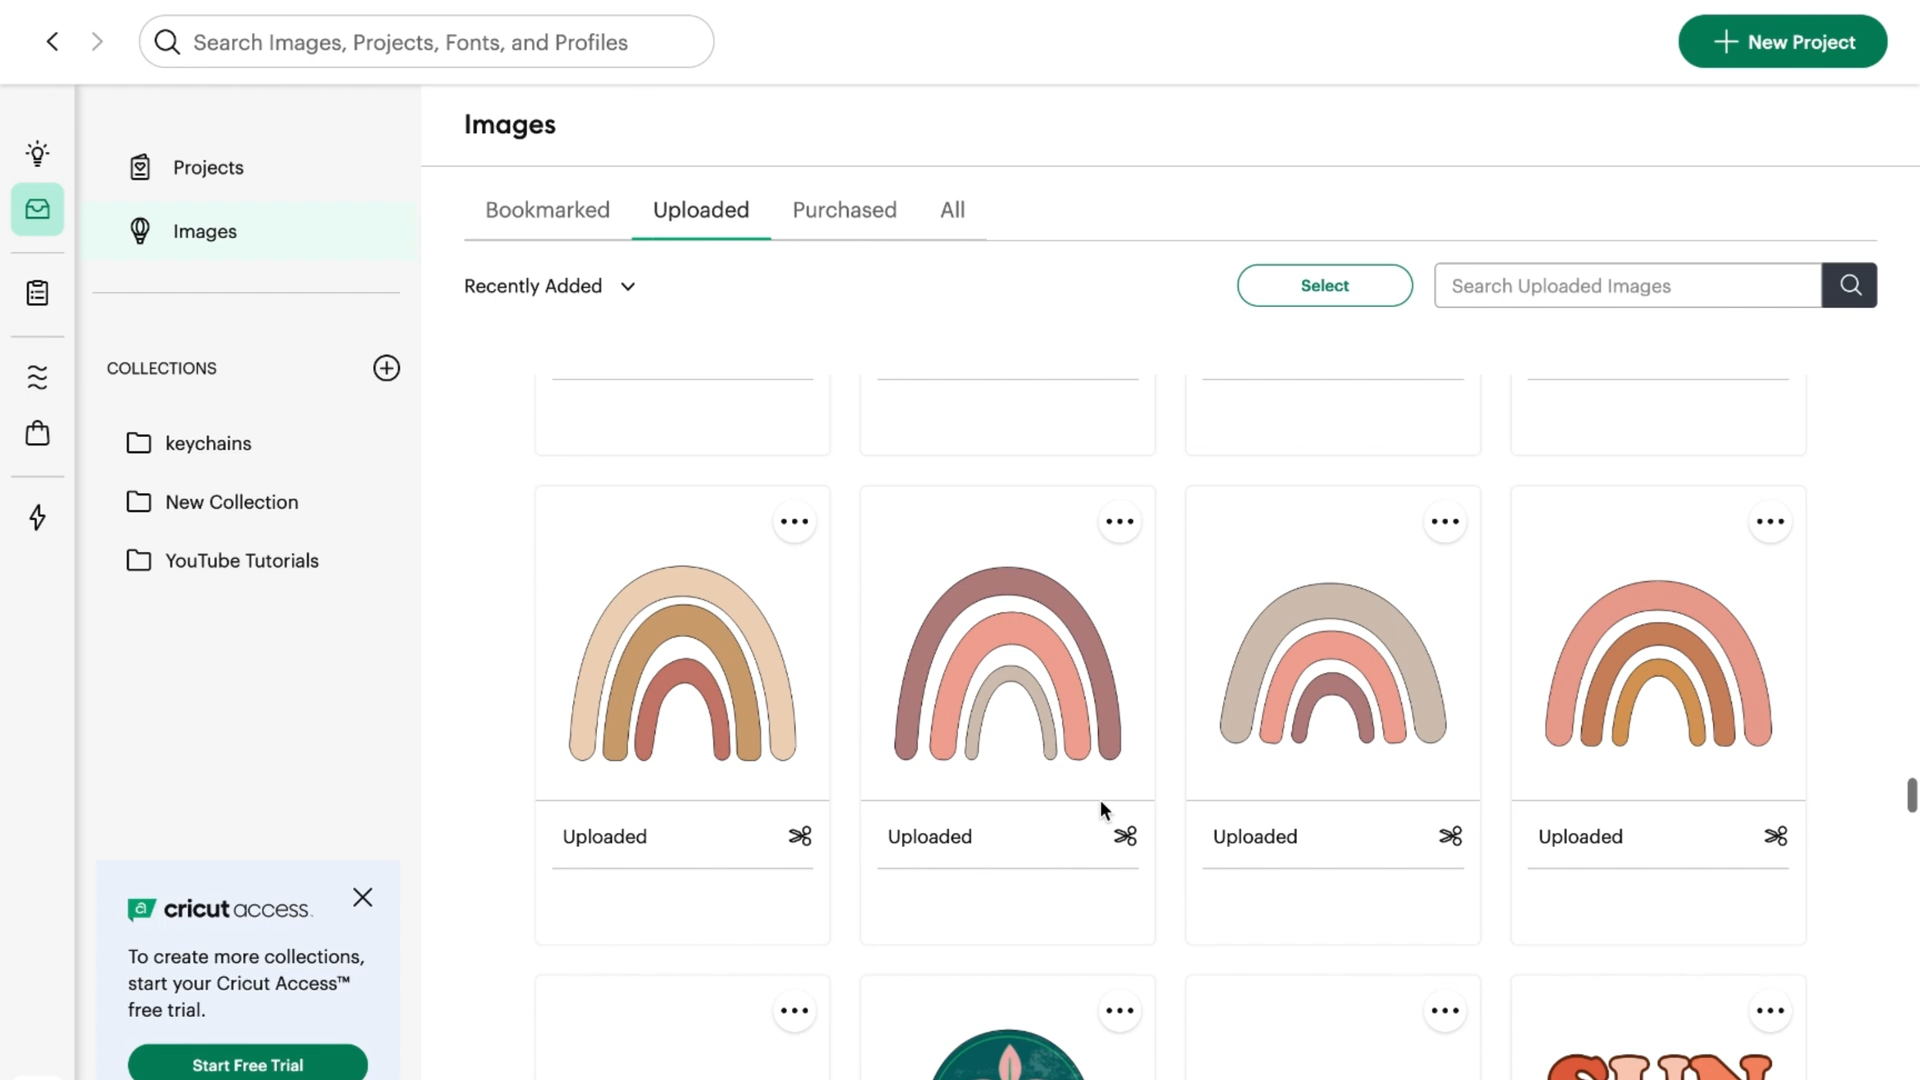 Search Images, Projects, Fonts, and Profiles
New Project
Images
Projects
Images
Bookmarked Uploaded Purchased All
Recently Added
Select
Search Uploaded Images
COLLECTIONS
keychains
New Collection
YouTube Tutorials
Uploaded
Uploaded
Uploaded
Uploaded
a cricut access.
To create more collections,
start your Cricut Access™
free trial.
Start Free Trial
SUN